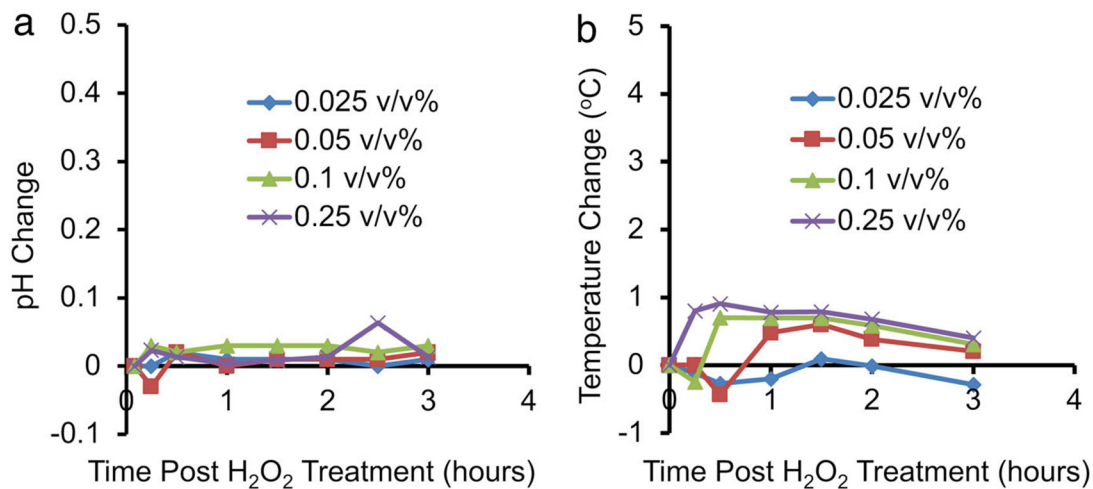 a
pH Change
0.5
0.4
0.3
0.2
0.1
0
-0.1
0 1 2 3 4
0.025 v/v%
0.05 v/v%
0.1 v/v%
0.25 v/v%
Time Post H₂O₂ Treatment (hours)
b
Temperature Change (°C)
5
4
3
2
1
0
-1
0 1 2 3 4
0.025 v/v%
0.05 v/v%
0.1 v/v%
0.25 v/v%
Time Post H₂O₂ Treatment (hours)